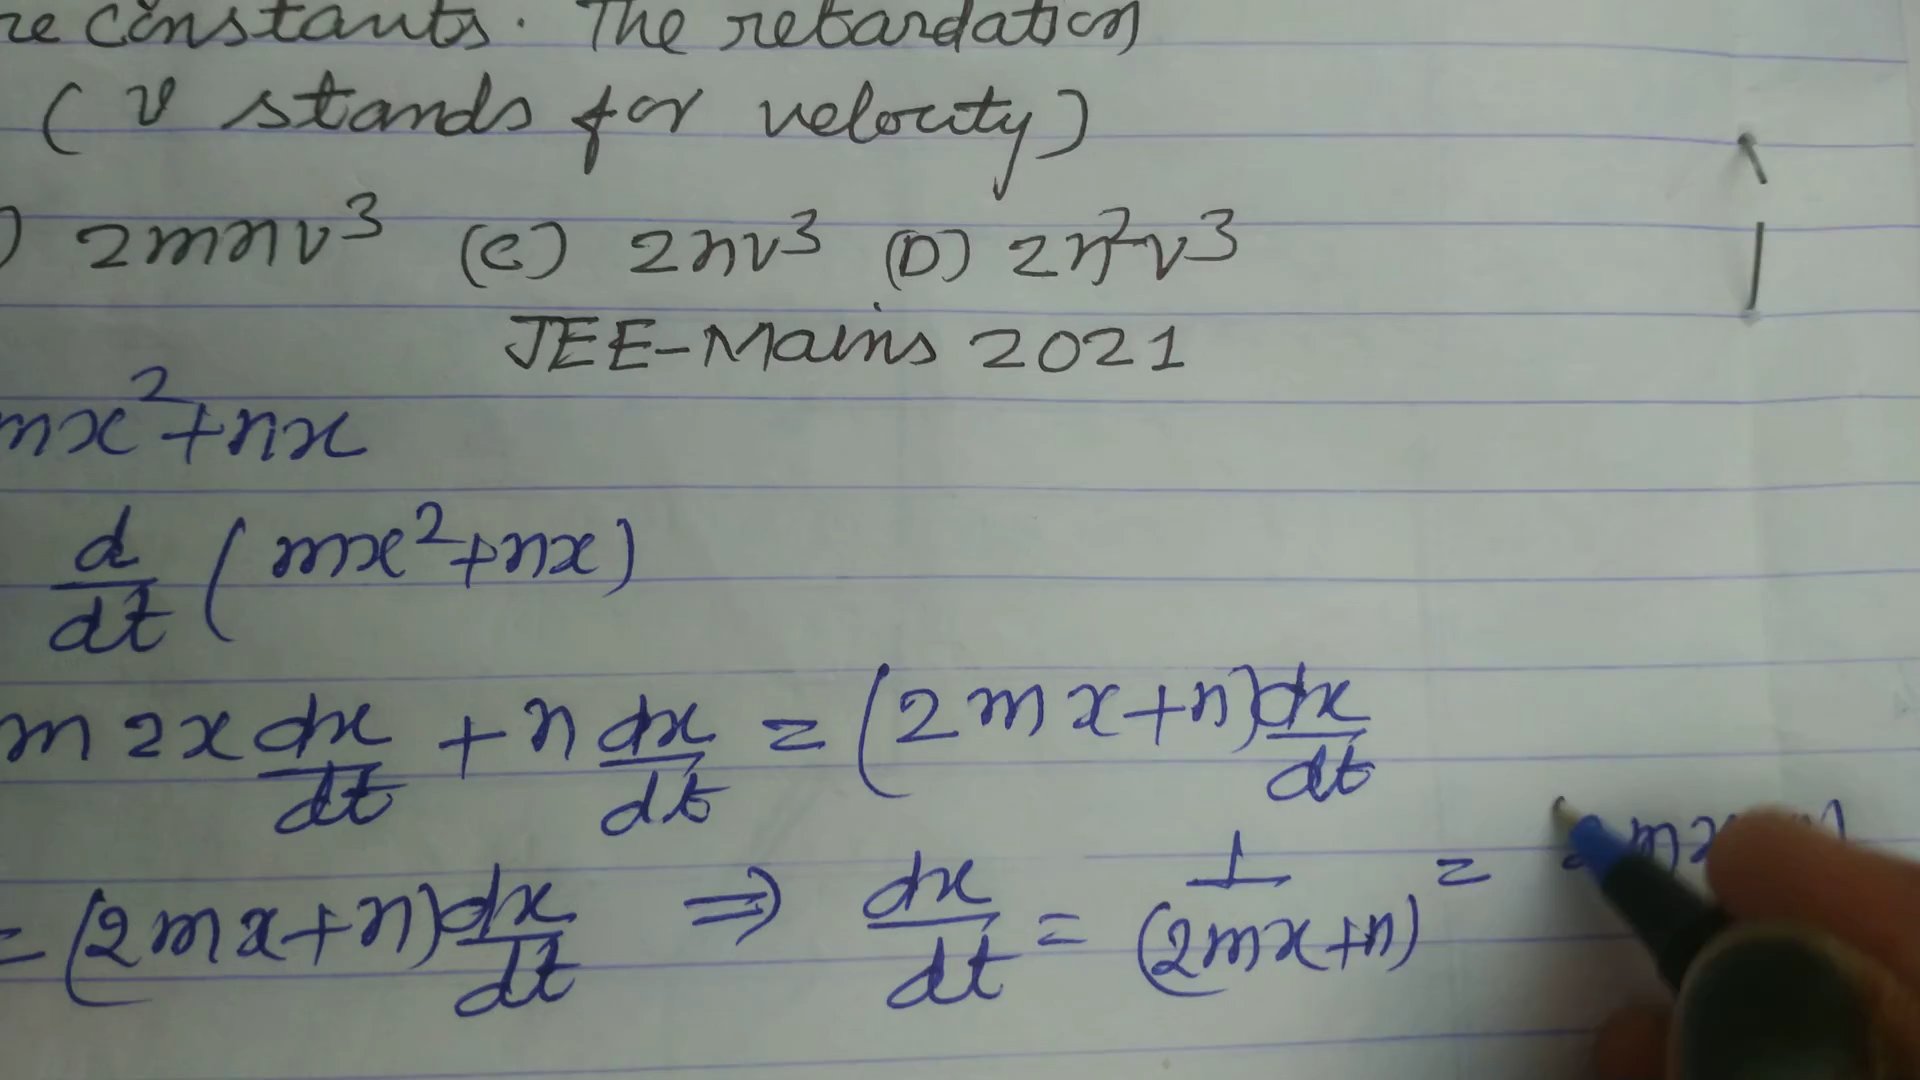 re constants. The retardation
(v stands for velocity)
) 2mnv³ (C) 2nv³ (D) 2n²v³
JEE-Mains 2021
mx²+nx
d/dt (mx²+nx)
m 2x dx/dt + n dx/dt = (2mx+n) dx/dt
= (2mx+n) dx/dt ⇒ dx/dt = 1/(2mx+n) =